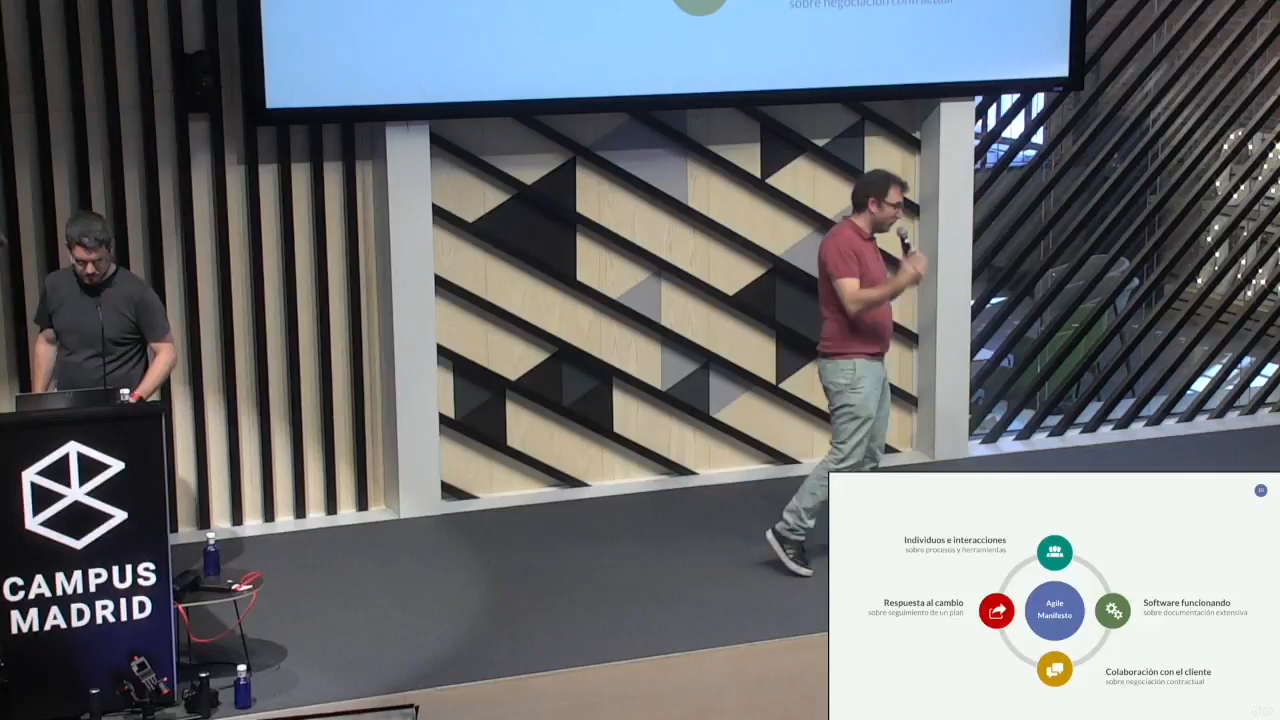 sobre negociación contractual
CAMPUS
MADRID
Individuos e interacciones
sobre procesos y herramientas
Respuesta al cambio
sobre seguimiento de un plan
Agile
Manifesto
Software funcionando
sobre documentación extensiva
Colaboración con el cliente
sobre negociación contractual